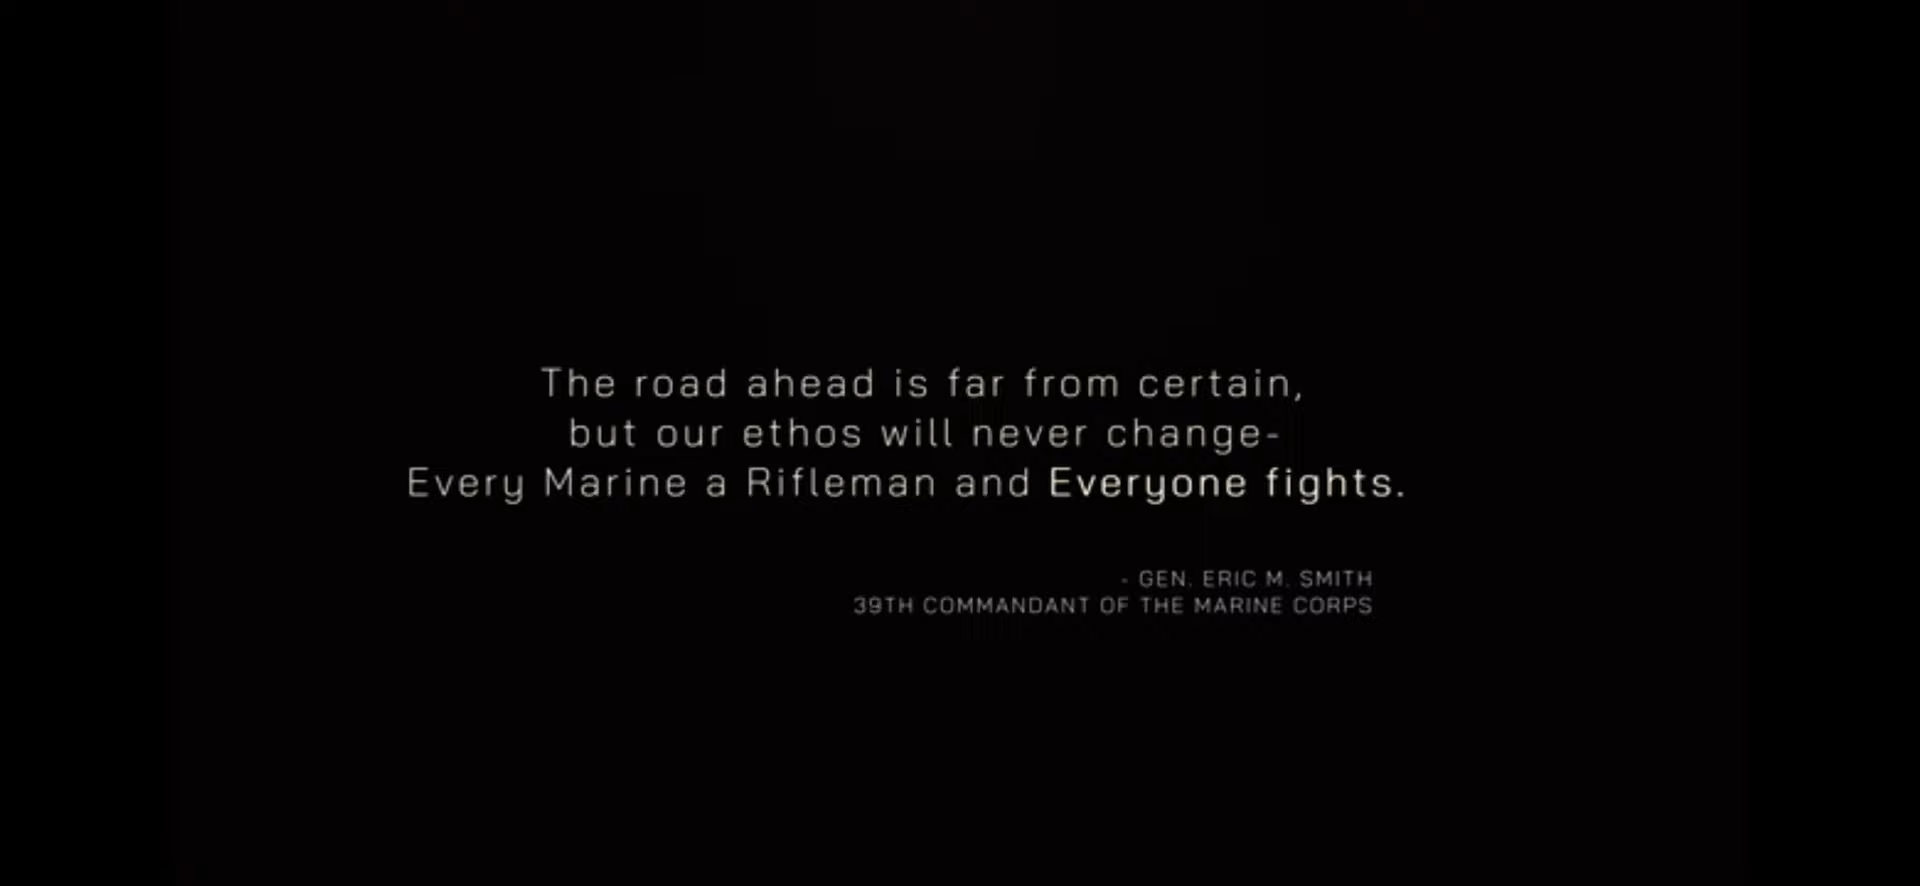 The road ahead is far from certain,
but our ethos will never change-
Every Marine a Rifleman and Everyone fights.
- GEN. ERIC M. SMITH
39TH COMMANDANT OF THE MARINE CORPS